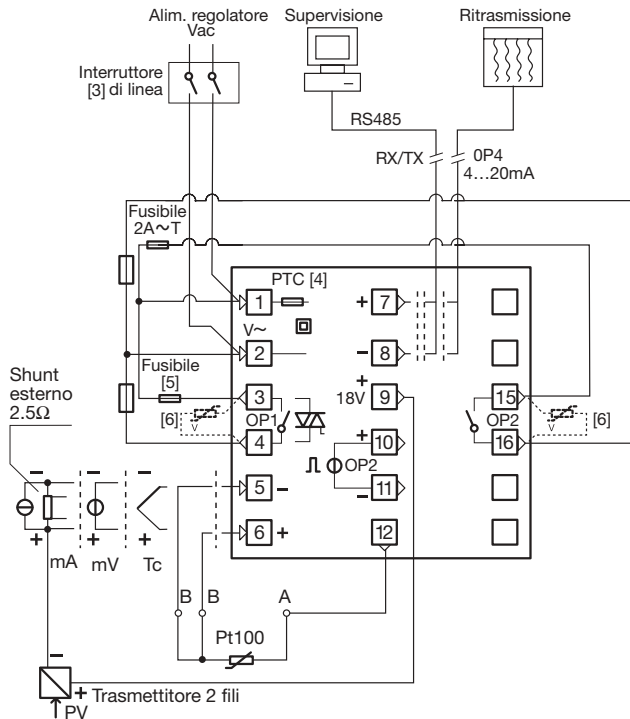 Alim. regolatore
Vac
Supervisione
Ritrasmissione
Interruttore
[3] di linea
RS485
RX/TX
0P4
4...20mA
Fusibile
2A~T
PTC [4]
1
+ 7
V~
2
- 8
Fusibile
[5]
Shunt
esterno
2.5Ω
3
+
18V 9
15
[6]
V
OP1
OP2
V
[6]
4
+ 10
16
OP2
- 11
5 -
6 +
12
- - -
+ + +
mA mV Tc
B B A
Pt100
-
+ Trasmettitore 2 fili
PV